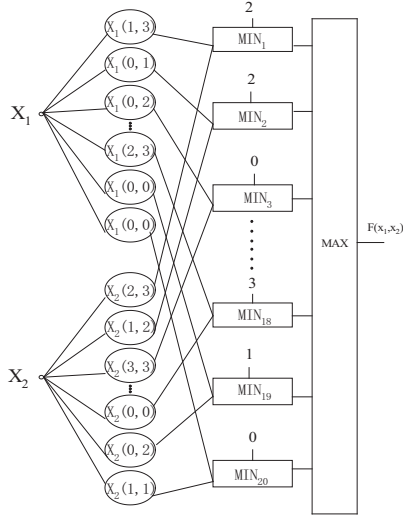 2
X1(1,3)
MIN1
X1(0,1)
2
MIN2
X1
X1(0,2)
0
X1(2,3)
MIN3
X1(0,0)
X1(0,0)
MAX
F(x1,x2)
X2(2,3)
3
MIN18
X2(1,2)
X2(3,3)
1
X2
MIN19
X2(0,0)
X2(0,2)
0
MIN20
X2(1,1)